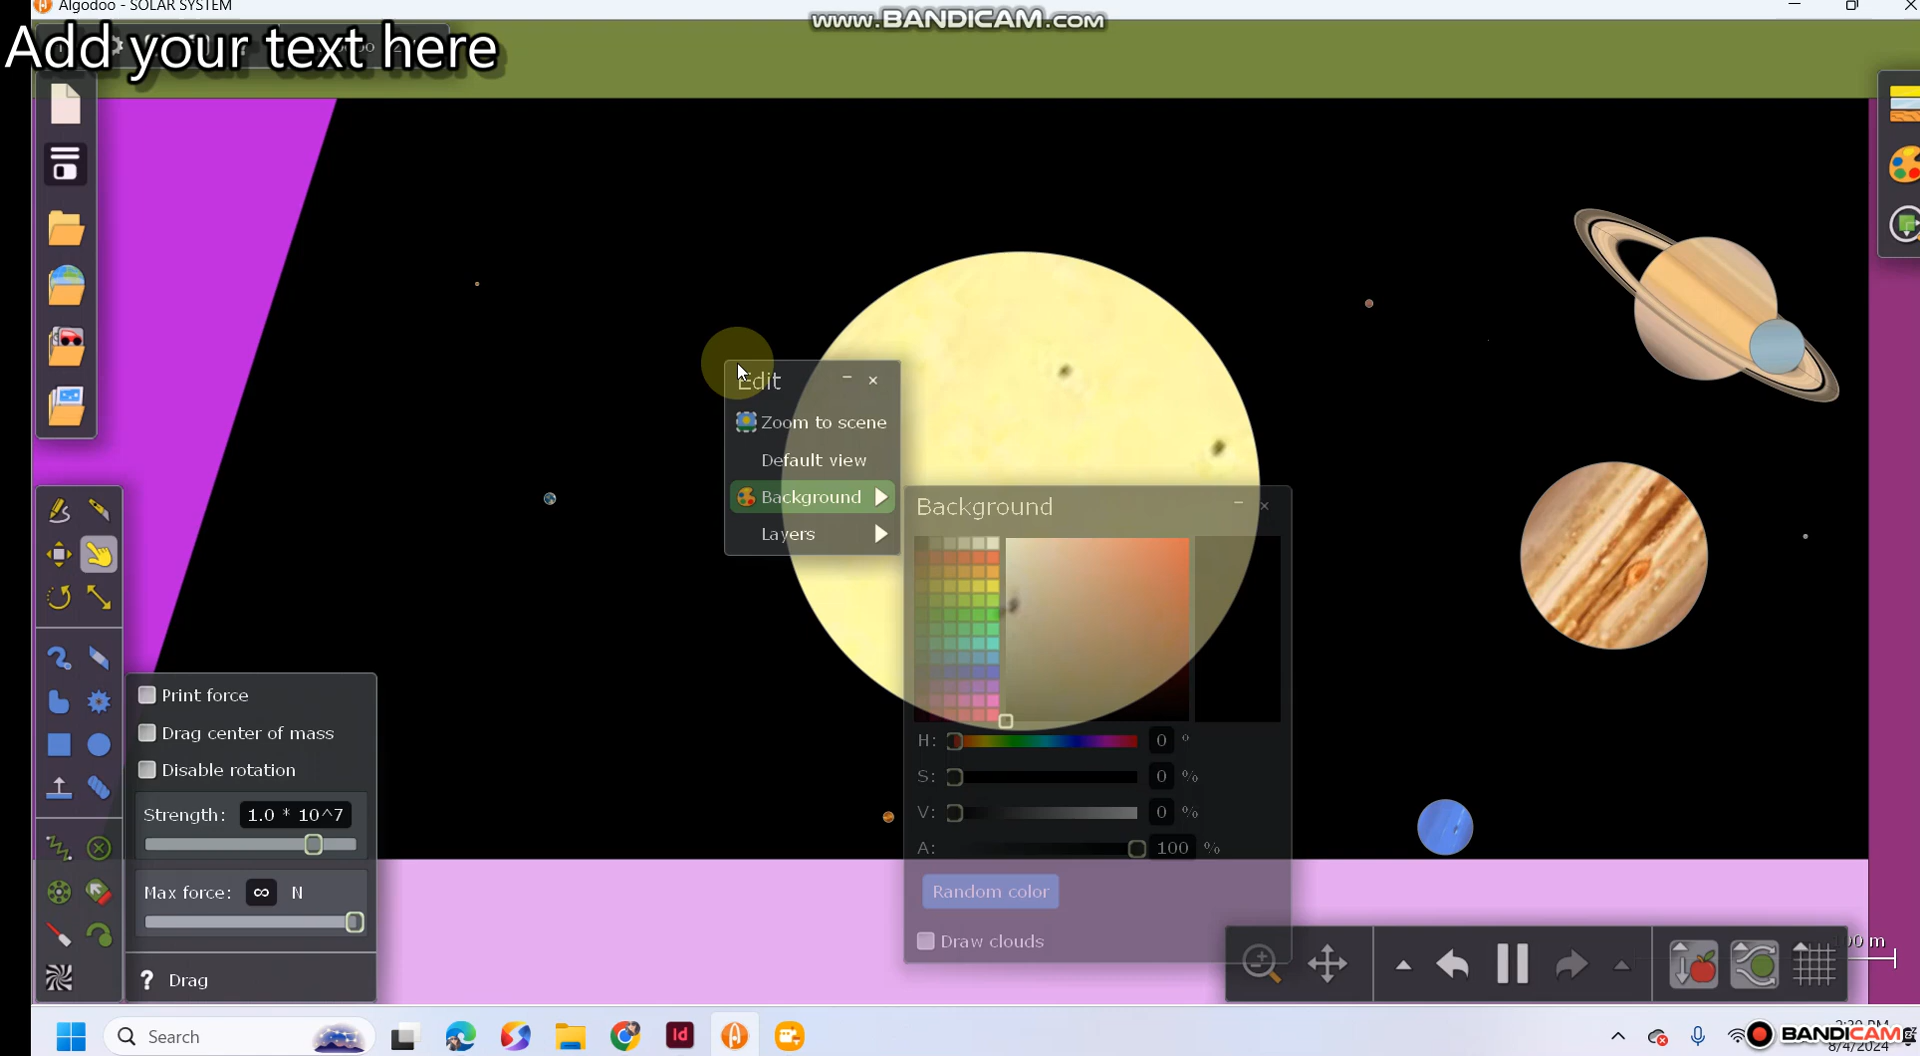 Algodoo - SOLAR SYSTEM
www.BANDICAM.com
Add your text here
Edit
Zoom to scene
Default view
Background
Layers
Background
H: 0 °
S: 0 %
V: 0 %
A: 100 %
Random color
Draw clouds
Print force
Drag center of mass
Disable rotation
Strength: 1.0 * 10^7
Max force: ∞ N
? Drag
Search
Id
BANDICAM
8/4/2024